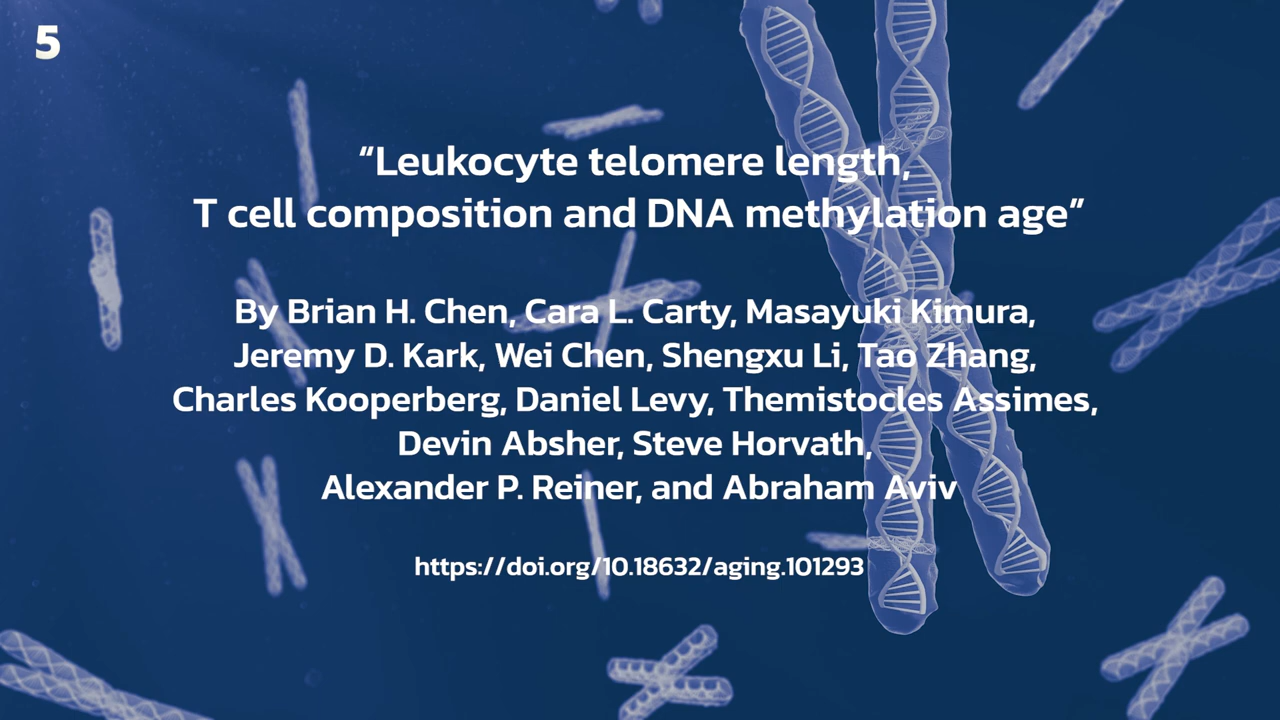 5
“Leukocyte telomere length,
T cell composition and DNA methylation age”
By Brian H. Chen, Cara L. Carty, Masayuki Kimura,
Jeremy D. Kark, Wei Chen, Shengxu Li, Tao Zhang,
Charles Kooperberg, Daniel Levy, Themistocles Assimes,
Devin Absher, Steve Horvath,
Alexander P. Reiner, and Abraham Aviv
https://doi.org/10.18632/aging.101293